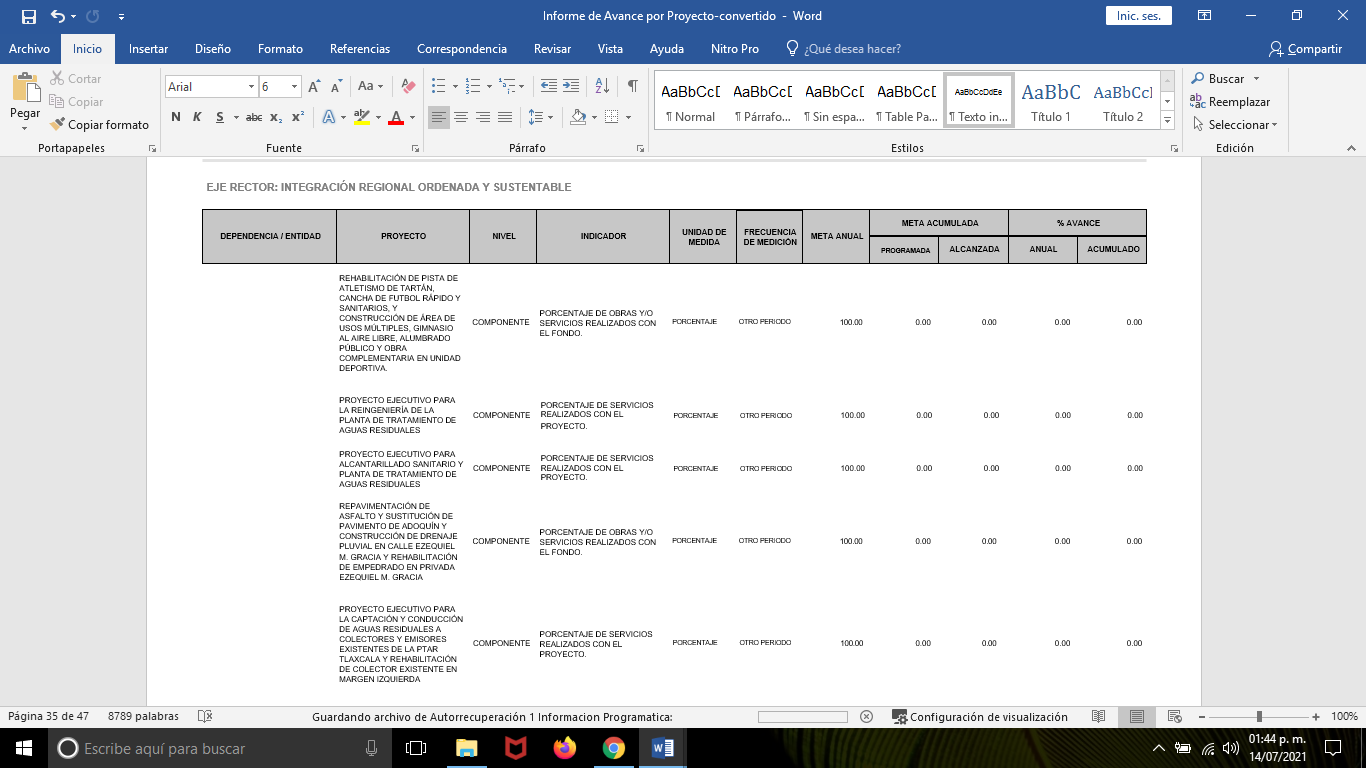 Informe de Avance por Proyecto-convertido - Word
Inic. ses.
Archivo Inicio Insertar Diseño Formato Referencias Correspondencia Revisar Vista Ayuda Nitro Pro ¿Qué desea hacer? Compartir
Pegar
Cortar
Copiar
Copiar formato
Portapapeles
Arial 6
N K S abc x₂ x²
Fuente
Párrafo
AaBbCcI AaBbCcI AaBbCcI AaBbCcI AaBbCcDdEe AaBbC AaBbCcI
¶ Normal ¶ Párrafo... ¶ Sin espa... ¶ Table Pa... ¶ Texto in... Título 1 Título 2
Estilos
Buscar
Reemplazar
Seleccionar
Edición
EJE RECTOR: INTEGRACIÓN REGIONAL ORDENADA Y SUSTENTABLE
DEPENDENCIA / ENTIDAD PROYECTO NIVEL INDICADOR UNIDAD DE MEDIDA FRECUENCIA DE MEDICIÓN META ANUAL META ACUMULADA % AVANCE
PROGRAMADA ALCANZADA ANUAL ACUMULADO
REHABILITACIÓN DE PISTA DE
ATLETISMO DE TARTÁN,
CANCHA DE FUTBOL RÁPIDO Y
SANITARIOS, Y
CONSTRUCCIÓN DE ÁREA DE
USOS MÚLTIPLES, GIMNASIO
AL AIRE LIBRE, ALUMBRADO
PÚBLICO Y OBRA
COMPLEMENTARIA EN UNIDAD
DEPORTIVA.
COMPONENTE
PORCENTAJE DE OBRAS Y/O
SERVICIOS REALIZADOS CON
EL FONDO.
PORCENTAJE OTRO PERIODO 100.00 0.00 0.00 0.00 0.00
PROYECTO EJECUTIVO PARA
LA REINGENIERÍA DE LA
PLANTA DE TRATAMIENTO DE
AGUAS RESIDUALES
COMPONENTE
PORCENTAJE DE SERVICIOS
REALIZADOS CON EL
PROYECTO.
PORCENTAJE OTRO PERIODO 100.00 0.00 0.00 0.00 0.00
PROYECTO EJECUTIVO PARA
ALCANTARILLADO SANITARIO Y
PLANTA DE TRATAMIENTO DE
AGUAS RESIDUALES
COMPONENTE
PORCENTAJE DE SERVICIOS
REALIZADOS CON EL
PROYECTO.
PORCENTAJE OTRO PERIODO 100.00 0.00 0.00 0.00 0.00
REPAVIMENTACIÓN DE
ASFALTO Y SUSTITUCIÓN DE
PAVIMENTO DE ADOQUÍN Y
CONSTRUCCIÓN DE DRENAJE
PLUVIAL EN CALLE EZEQUIEL
M. GRACIA Y REHABILITACIÓN
DE EMPEDRADO EN PRIVADA
EZEQUIEL M. GRACIA
COMPONENTE
PORCENTAJE DE OBRAS Y/O
SERVICIOS REALIZADOS CON
EL FONDO.
PORCENTAJE OTRO PERIODO 100.00 0.00 0.00 0.00 0.00
PROYECTO EJECUTIVO PARA
LA CAPTACIÓN Y CONDUCCIÓN
DE AGUAS RESIDUALES A
COLECTORES Y EMISORES
EXISTENTES DE LA PTAR
TLAXCALA Y REHABILITACIÓN
DE COLECTOR EXISTENTE EN
MARGEN IZQUIERDA
COMPONENTE
PORCENTAJE DE SERVICIOS
REALIZADOS CON EL
PROYECTO.
PORCENTAJE OTRO PERIODO 100.00 0.00 0.00 0.00 0.00
Página 35 de 47 8789 palabras Guardando archivo de Autorrecuperación 1 Informacion Programatica: Configuración de visualización 100%
Escribe aquí para buscar
01:44 p. m.
14/07/2021